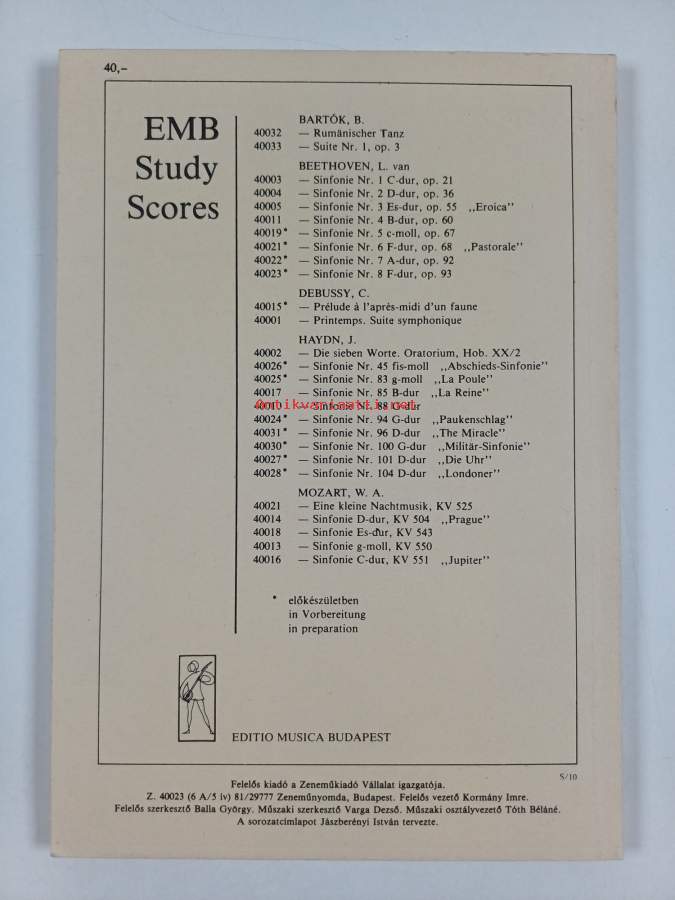 40,–
EMB
Study
Scores
BARTÓK, B.
40032 — Rumänischer Tanz
40033 — Suite Nr. 1, op. 3
BEETHOVEN, L. van
40003 — Sinfonie Nr. 1 C-dur, op. 21
40004 — Sinfonie Nr. 2 D-dur, op. 36
40005 — Sinfonie Nr. 3 Es-dur, op. 55 ,,Eroica’’
40011 — Sinfonie Nr. 4 B-dur, op. 60
40019* — Sinfonie Nr. 5 c-moll, op. 67
40021* — Sinfonie Nr. 6 F-dur, op. 68 ,,Pastorale’’
40022* — Sinfonie Nr. 7 A-dur, op. 92
40023* — Sinfonie Nr. 8 F-dur, op. 93
DEBUSSY, C.
40015* — Prélude à l'après-midi d'un faune
40001 — Printemps. Suite symphonique
HAYDN, J.
40002 — Die sieben Worte. Oratorium, Hob. XX/2
40026* — Sinfonie Nr. 45 fis-moll ,,Abschieds-Sinfonie’’
40025* — Sinfonie Nr. 83 g-moll ,,La Poule’’
40017 — Sinfonie Nr. 85 B-dur ,,La Reine’’
— Sinfonie Nr. 88 G-dur
Antikvariaatti.net
40024* — Sinfonie Nr. 94 G-dur ,,Paukenschlag’’
40031* — Sinfonie Nr. 96 D-dur ,,The Miracle’’
40030* — Sinfonie Nr. 100 G-dur ,,Militär-Sinfonie’’
40027* — Sinfonie Nr. 101 D-dur ,,Die Uhr’’
40028* — Sinfonie Nr. 104 D-dur ,,Londoner’’
MOZART, W. A.
40021 — Eine kleine Nachtmusik, KV 525
40014 — Sinfonie D-dur, KV 504 ,,Prague’’
40018 — Sinfonie Es-dur, KV 543
40013 — Sinfonie g-moll, KV 550
40016 — Sinfonie C-dur, KV 551 ,,Jupiter’’
* előkészületben
in Vorbereitung
in preparation
EDITIO MUSICA BUDAPEST
S/10
Felelős kiadó a Zeneműkiadó Vállalat igazgatója.
Z. 40023 (6 A/5 ív) 81/29777 Zeneműnyomda, Budapest. Felelős vezető Kormány Imre.
Felelős szerkesztő Balla György. Műszaki szerkesztő Varga Dezső. Műszaki osztályvezető Tóth Béláné.
A sorozatcímlapot Jászberényi István tervezte.